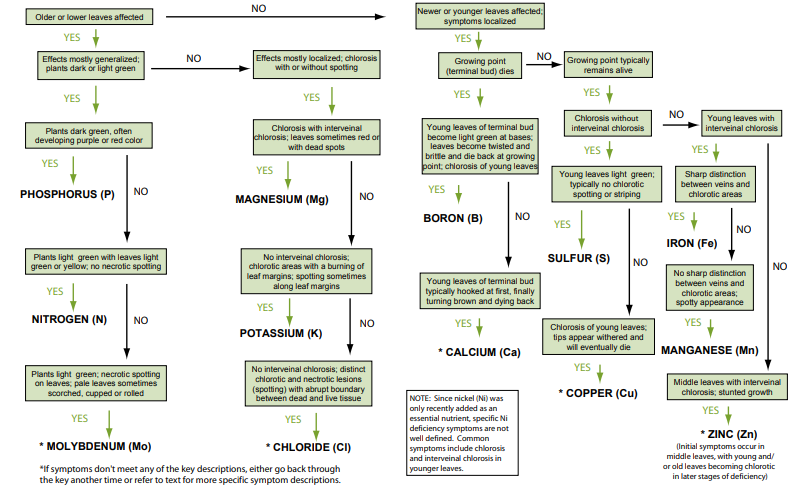 Older or lower leaves affected
NO
Newer or younger leaves affected;
symptoms localized
YES
YES
Effects mostly generalized;
plants dark or light green
NO
Effects mostly localized; chlorosis
with or without spotting
Growing point
(terminal bud) dies
NO
Growing point typically
remains alive
YES
YES
YES
YES
Plants dark green, often
developing purple or red color
Chlorosis with interveinal
chlorosis; leaves sometimes red or
with dead spots
Young leaves of terminal bud
become light green at bases;
leaves become twisted and
brittle and die back at growing
point; chlorosis of young leaves
Chlorosis without
interveinal chlorosis
NO
Young leaves with
interveinal chlorosis
YES
YES
YES
NO
YES
NO
Young leaves light green;
typically no chlorotic
spotting or striping
Sharp distinction
between veins and
chlorotic areas
PHOSPHORUS (P)
MAGNESIUM (Mg)
YES
BORON (B)
NO
YES
SULFUR (S)
NO
YES
IRON (Fe)
NO
NO
Plants light green with leaves light
green or yellow; no necrotic spotting
No interveinal chlorosis;
chlorotic areas with a burning of
leaf margins; spotting sometimes
along leaf margins
Young leaves of terminal bud
typically hooked at first, finally
turning brown and dying back
No sharp distinction
between veins and
chlorotic areas;
spotty appearance
YES
NITROGEN (N)
NO
YES
POTASSIUM (K)
NO
YES
* CALCIUM (Ca)
Chlorosis of young leaves;
tips appear withered and
will eventually die
YES
MANGANESE (Mn)
Plants light green; necrotic spotting
on leaves; pale leaves sometimes
scorched, cupped or rolled
No interveinal chlorosis; distinct
chlorotic and nectrotic lesions
(spotting) with abrupt boundary
between dead and live tissue
YES
* COPPER (Cu)
Middle leaves with interveinal
chlorosis; stunted growth
YES
* MOLYBDENUM (Mo)
YES
* CHLORIDE (Cl)
NOTE: Since nickel (Ni) was
only recently added as an
essential nutrient, specific Ni
deficiency symptoms are not
well defined. Common
symptoms include chlorosis
and interveinal chlorosis in
younger leaves.
YES
* ZINC (Zn)
(Initial symptoms occur in
middle leaves, with young and/
or old leaves becoming chlorotic
in later stages of deficiency)
*If symptoms don't meet any of the key descriptions, either go back through
the key another time or refer to text for more specific symptom descriptions.